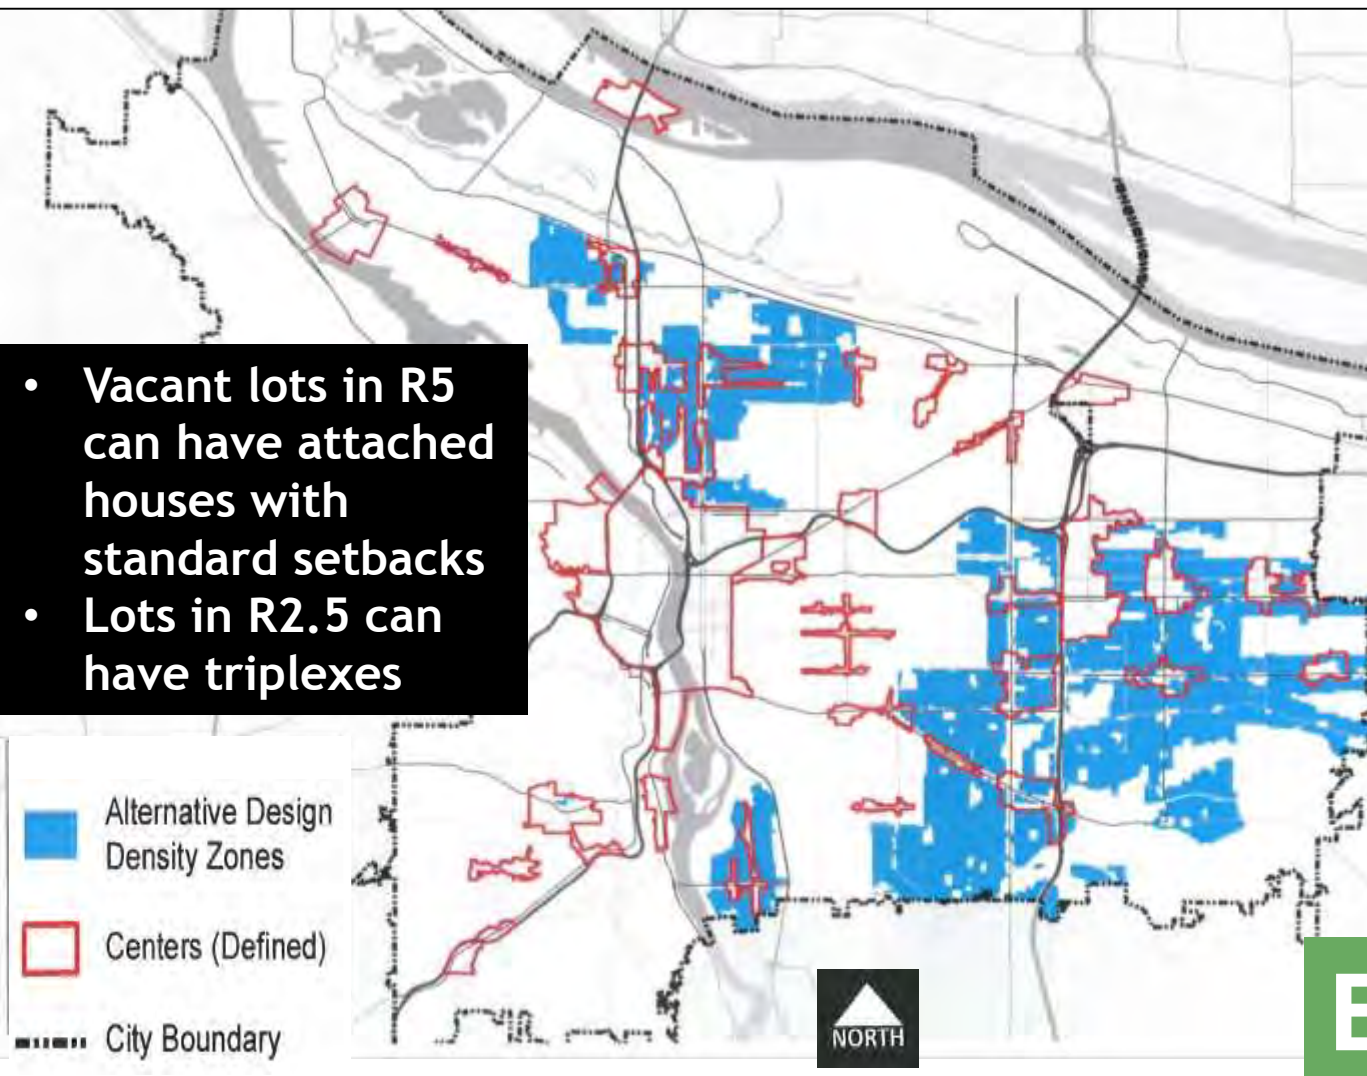 • Vacant lots in R5
can have attached
houses with
standard setbacks
• Lots in R2.5 can
have triplexes
Alternative Design
Density Zones
Centers (Defined)
City Boundary
NORTH
E